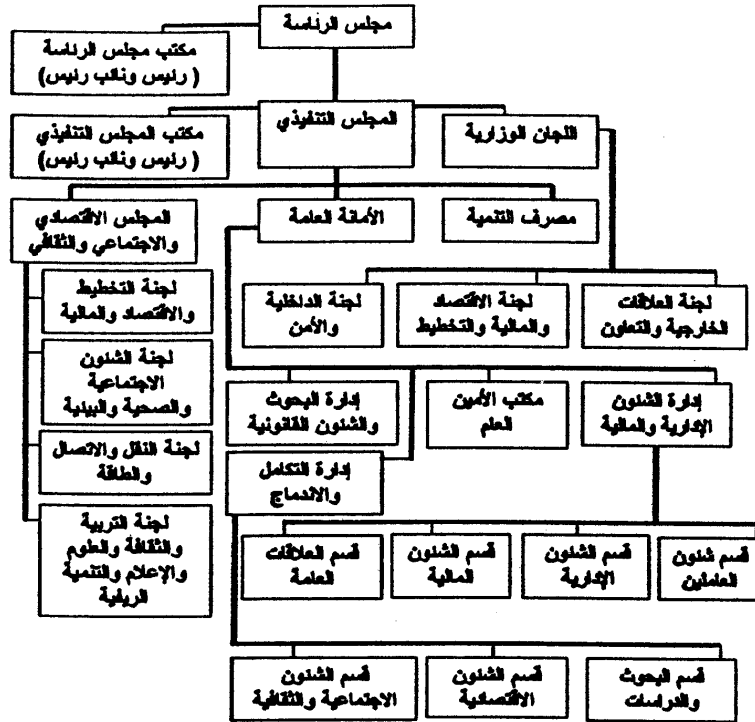 مجلس الرئاسة
مكتب مجلس الرئاسة
( رئيس ونائب رئيس)
اللجان الوزارية
المجلس التنفيذي
مكتب المجلس التنفيذي
( رئيس ونائب رئيس)
مصرف التنمية
الأمانة العامة
المجلس الاقتصادي
والاجتماعي والثقافي
لجنة التخطيط
والاقتصاد والمالية
لجنة الشئون
الاجتماعية
والصحية والبيئية
لجنة النقل والاتصال
والطاقة
لجنة التربية
والثقافة والعلوم
والإعلام والتنمية
الريفية
لجنة العلاقات
الخارجية والتعاون
لجنة الاقتصاد
والمالية والتخطيط
لجنة الداخلية
والأمن
إدارة الشئون
الإدارية والمالية
مكتب الأمين
العام
إدارة البحوث
والشئون القانونية
إدارة التكامل
والاندماج
قسم شئون
العاملين
قسم الشئون
الإدارية
قسم الشئون
المالية
قسم العلاقات
العامة
قسم البحوث
والدراسات
قسم الشئون
الاقتصادية
قسم الشئون
الاجتماعية والثقافية